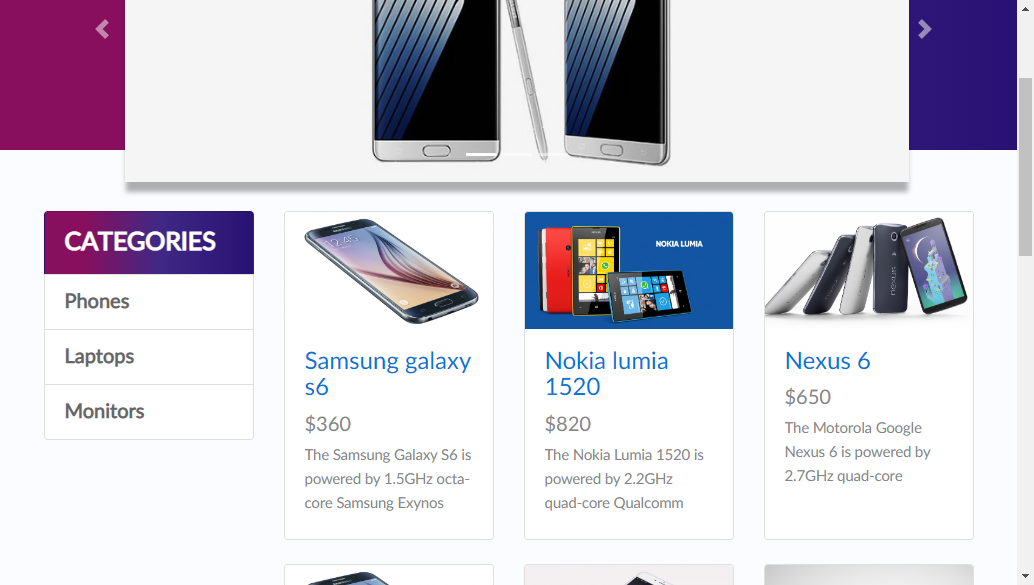 CATEGORIES
Phones
Laptops
Monitors
Samsung galaxy
s6
$360
The Samsung Galaxy S6 is
powered by 1.5GHz octa-
core Samsung Exynos
NOKIA LUMIA
Nokia lumia
1520
$820
The Nokia Lumia 1520 is
powered by 2.2GHz
quad-core Qualcomm
nexus
Nexus 6
$650
The Motorola Google
Nexus 6 is powered by
2.7GHz quad-core